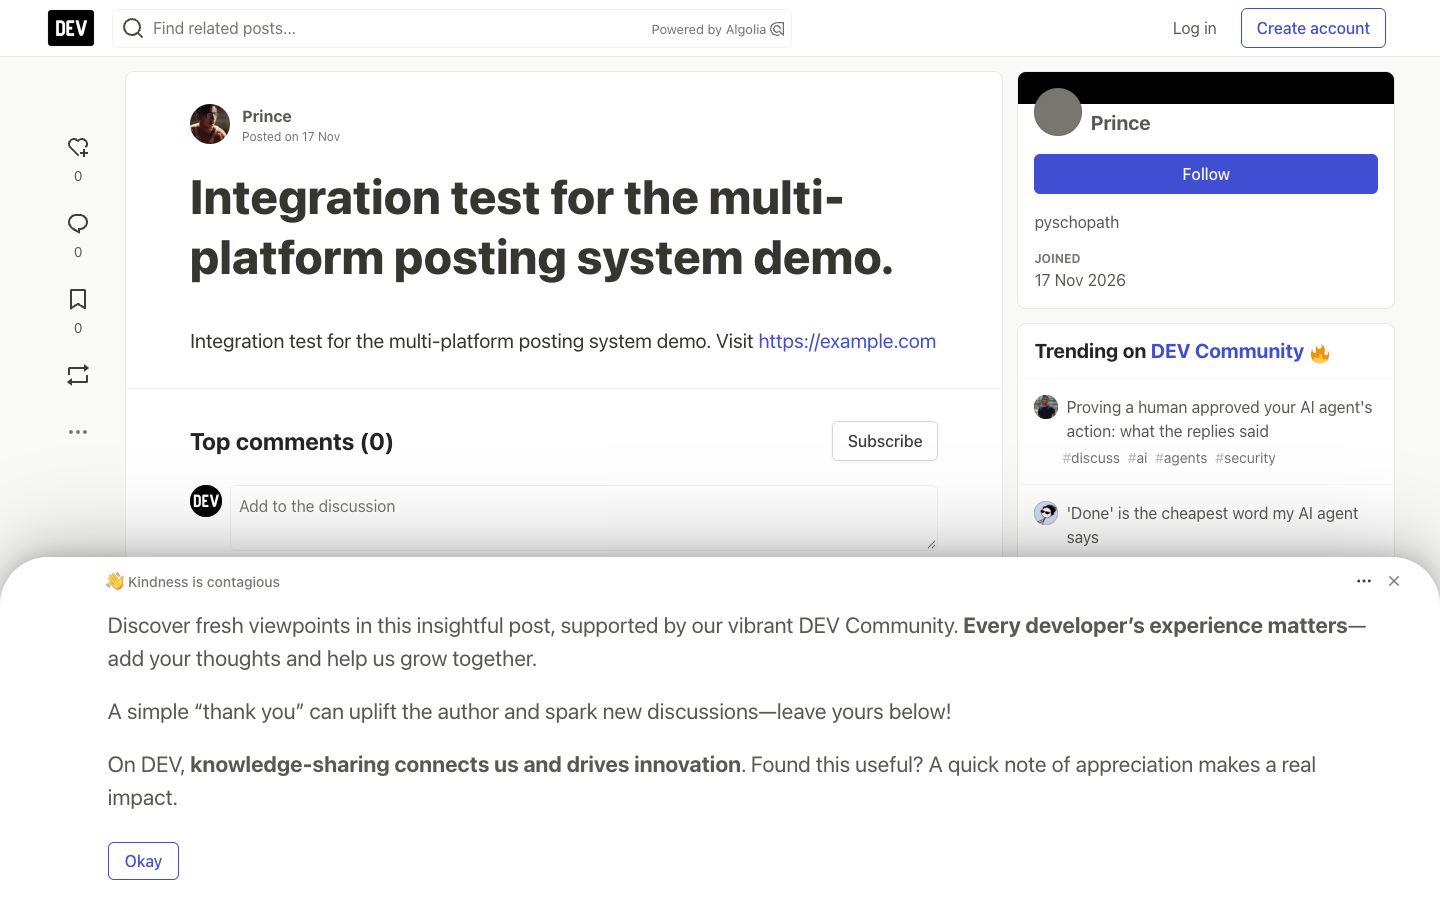 DEV
Find related posts...
Powered by Algolia
Log in
Create account
Prince
Posted on 17 Nov
Integration test for the multi-
platform posting system demo.
Integration test for the multi-platform posting system demo. Visit https://example.com
0
0
0
Top comments (0)
Subscribe
DEV
Add to the discussion
Prince
Follow
pyschopath
JOINED
17 Nov 2026
Trending on DEV Community 🔥
Proving a human approved your AI agent's
action: what the replies said
#discuss #ai #agents #security
'Done' is the cheapest word my AI agent
says
👋 Kindness is contagious
Discover fresh viewpoints in this insightful post, supported by our vibrant DEV Community. Every developer’s experience matters—
add your thoughts and help us grow together.
A simple “thank you” can uplift the author and spark new discussions—leave yours below!
On DEV, knowledge-sharing connects us and drives innovation. Found this useful? A quick note of appreciation makes a real
impact.
Okay